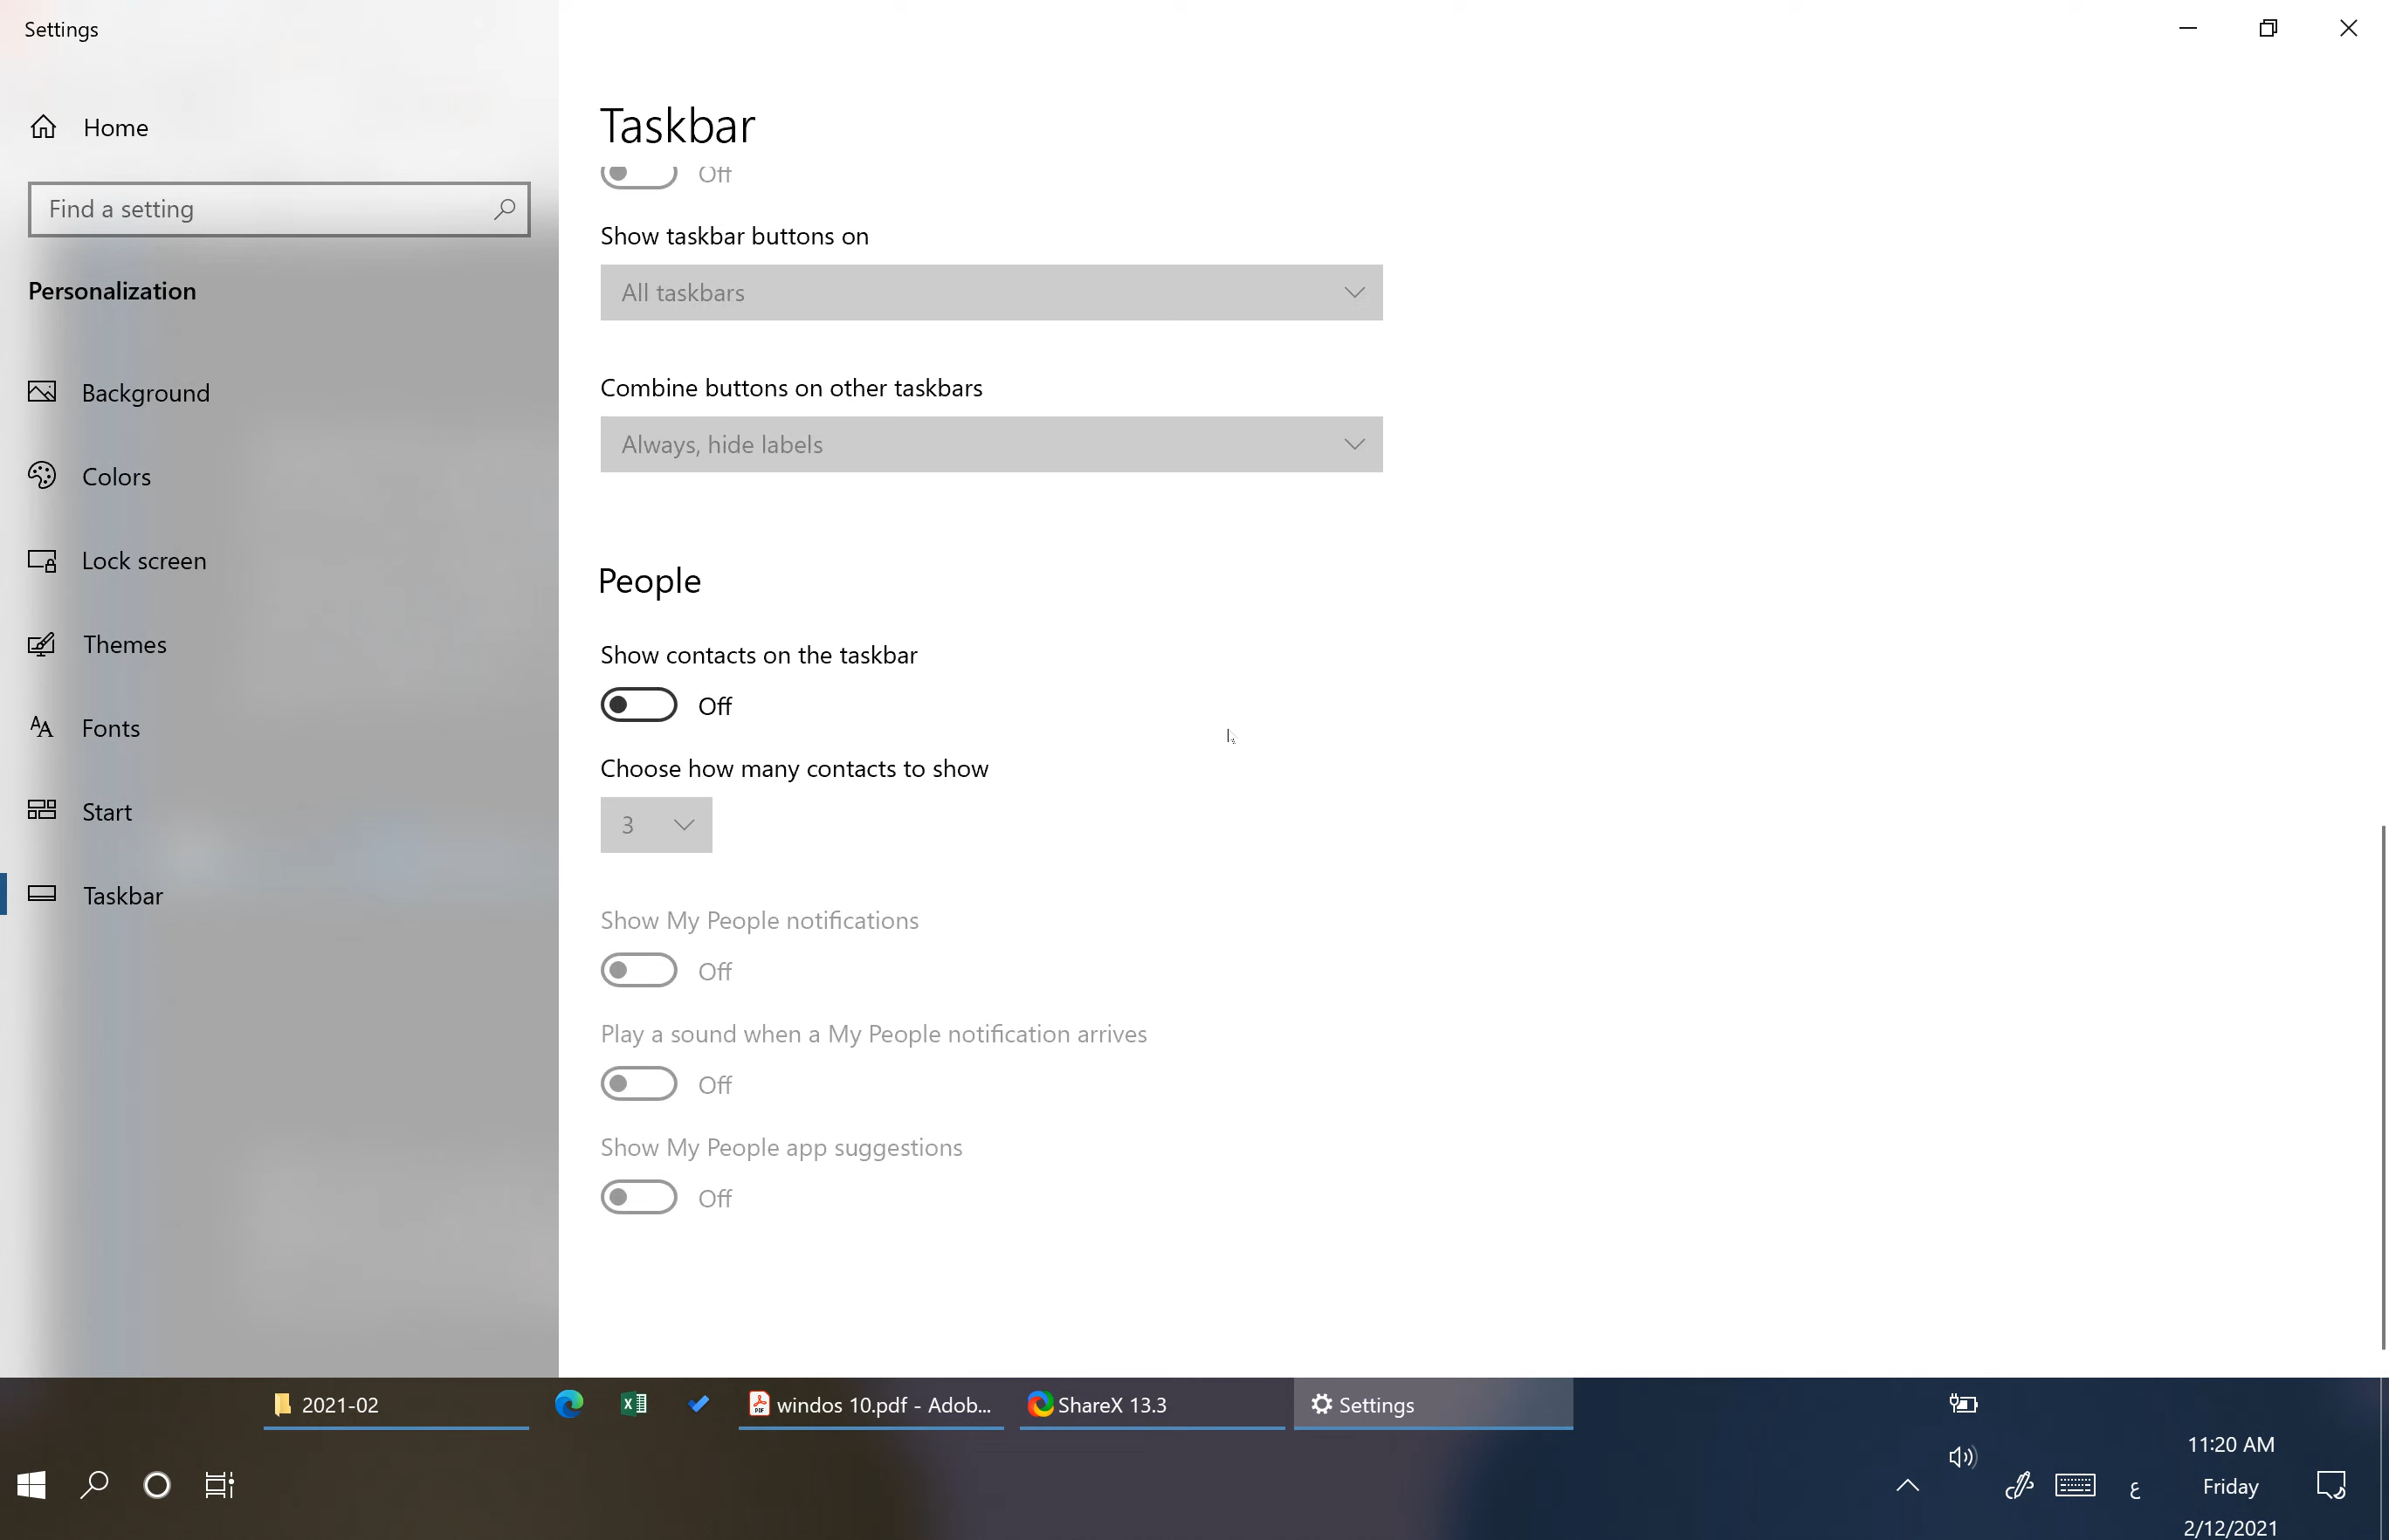 Settings
Home
Find a setting
Personalization
Background
Colors
Lock screen
Themes
Fonts
Start
Taskbar
Taskbar
Off
Show taskbar buttons on
All taskbars
Combine buttons on other taskbars
Always, hide labels
People
Show contacts on the taskbar
Off
Choose how many contacts to show
3
Show My People notifications
Off
Play a sound when a My People notification arrives
Off
Show My People app suggestions
Off
2021-02
windos 10.pdf - Adob...
ShareX 13.3
Settings
ع
11:20 AM
Friday
2/12/2021